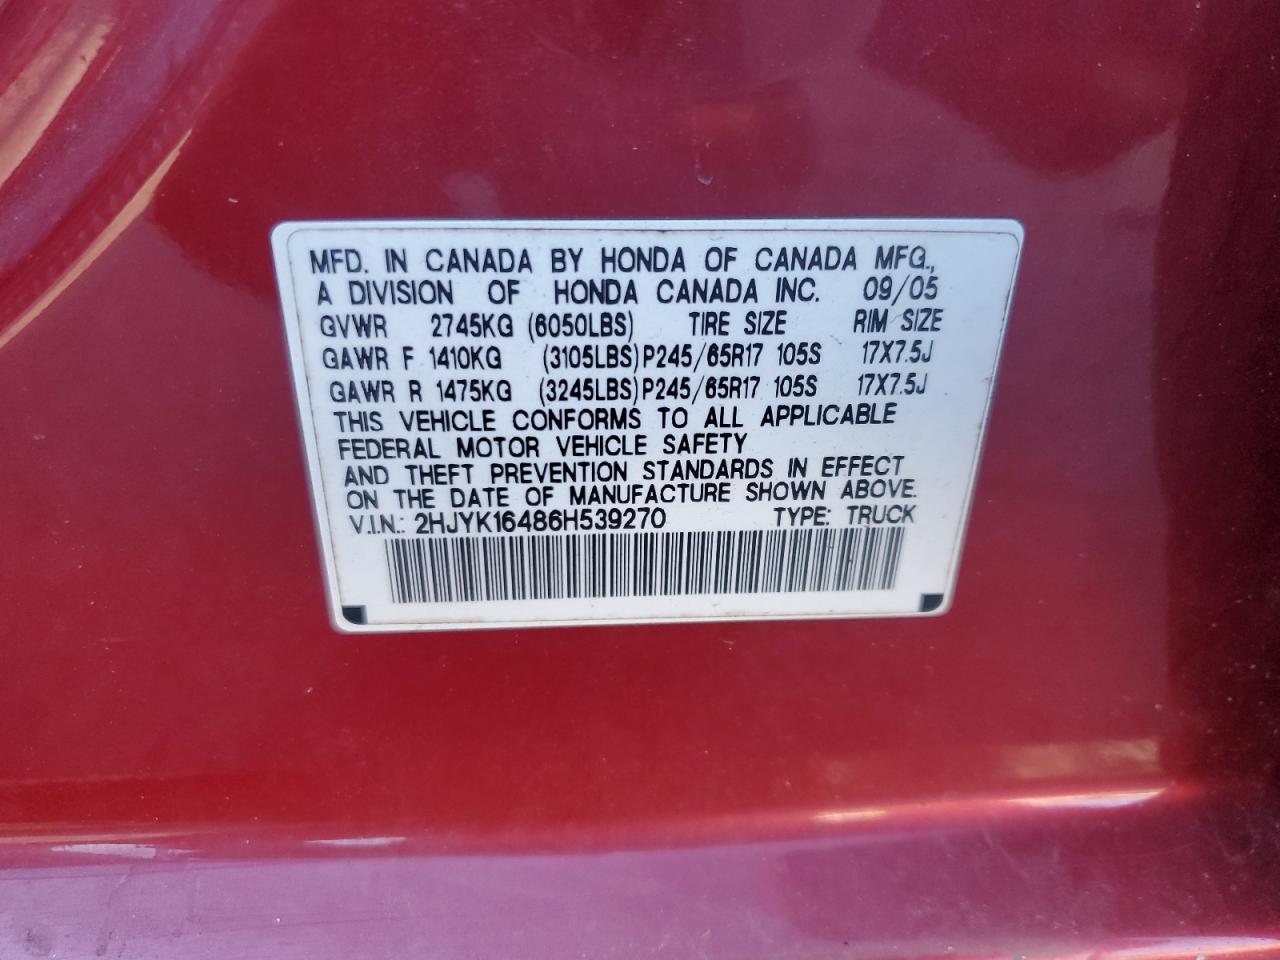 MFD. IN CANADA BY HONDA OF CANADA MFG.,
A DIVISION OF HONDA CANADA INC. 09/05
GVWR 2745KG (6050LBS) TIRE SIZE RIM SIZE
GAWR F 1410KG (3105LBS) P245/65R17 105S 17X7.5J
GAWR R 1475KG (3245LBS) P245/65R17 105S 17X7.5J
THIS VEHICLE CONFORMS TO ALL APPLICABLE
FEDERAL MOTOR VEHICLE SAFETY
AND THEFT PREVENTION STANDARDS IN EFFECT
ON THE DATE OF MANUFACTURE SHOWN ABOVE.
V.I.N.: 2HJYK16486H539270 TYPE: TRUCK